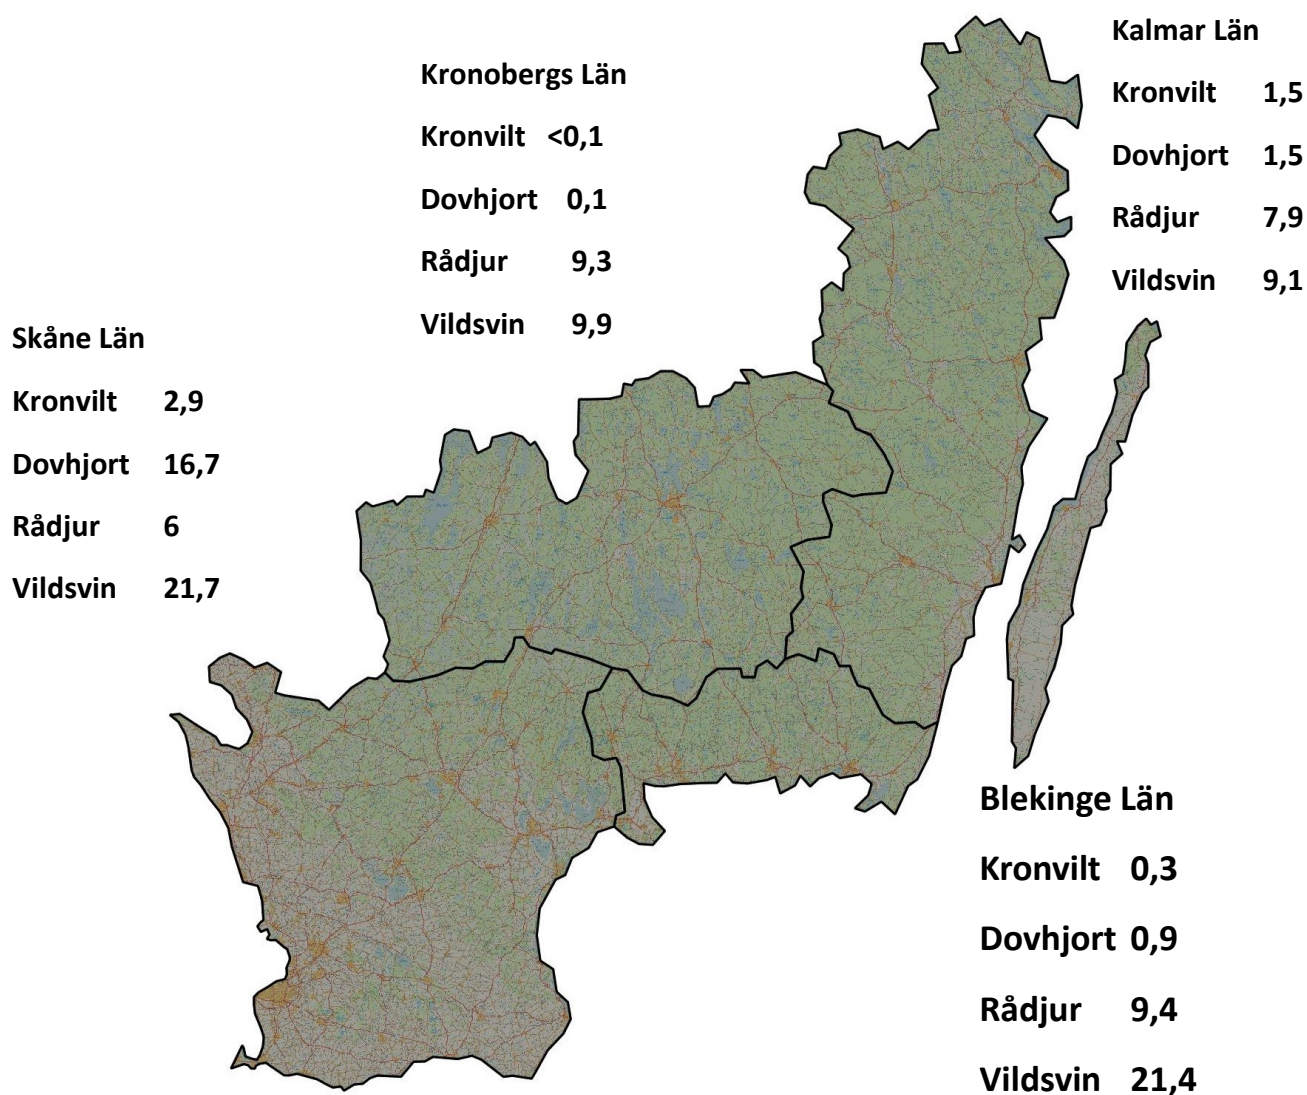 Kalmar Län
Kronvilt 1,5
Dovhjort 1,5
Rådjur 7,9
Vildsvin 9,1
Kronobergs Län
Kronvilt <0,1
Dovhjort 0,1
Rådjur 9,3
Vildsvin 9,9
Skåne Län
Kronvilt 2,9
Dovhjort 16,7
Rådjur 6
Vildsvin 21,7
Blekinge Län
Kronvilt 0,3
Dovhjort 0,9
Rådjur 9,4
Vildsvin 21,4